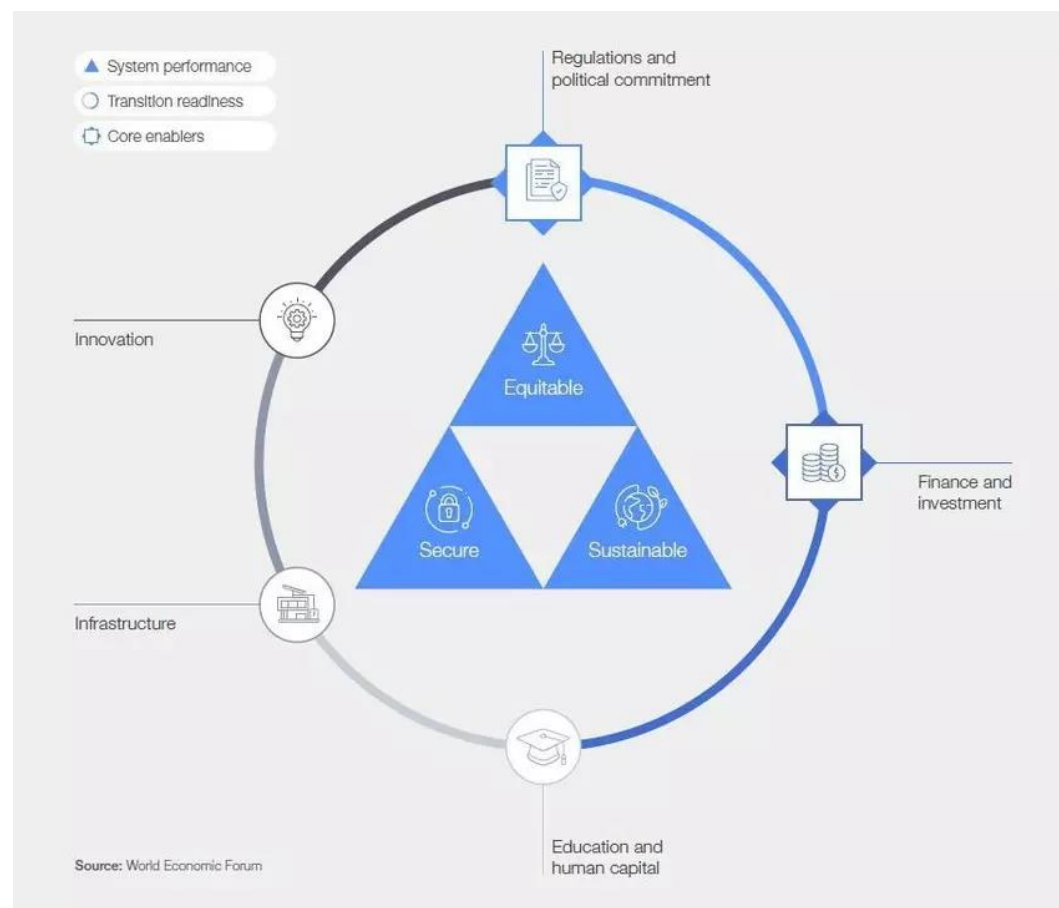 System performance
Transition readiness
Core enablers
Regulations and
political commitment
Innovation
Equitable
Finance and
investment
Secure
Sustainable
Infrastructure
Education and
human capital
Source: World Economic Forum